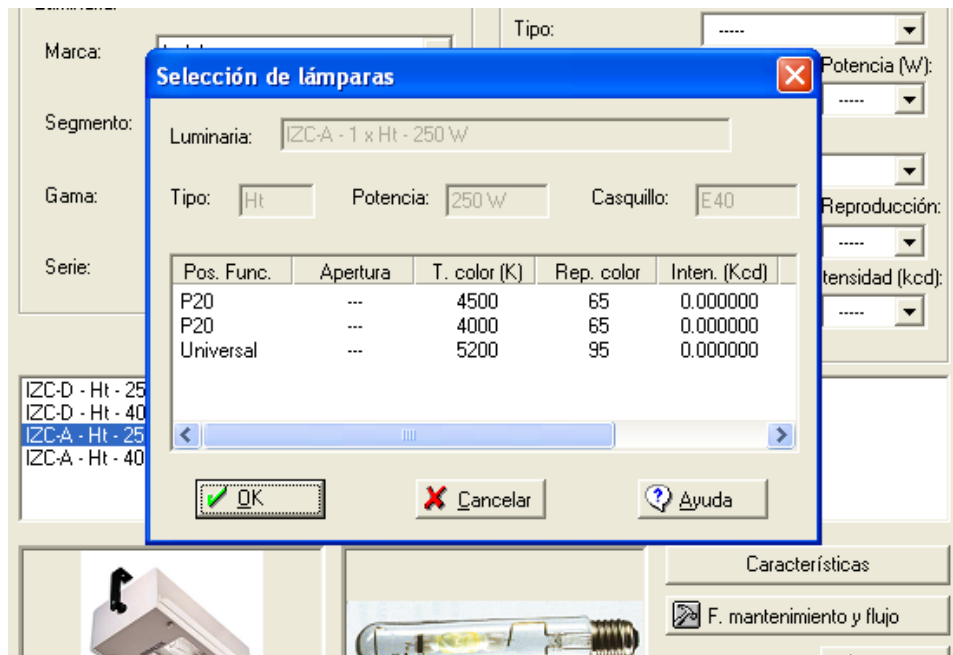 Tipo: -----
Marca:
Selección de lámparas
Potencia (W):
-----
Segmento:
Luminaria: IZC-A - 1 x Ht - 250 W
Gama:
Tipo: Ht Potencia: 250 W Casquillo: E40
Reproducción:
-----
Serie:
Pos. Func. Apertura T. color (K) Rep. color Inten. (Kcd)
tensidad (kcd):
P20 --- 4500 65 0.000000
P20 --- 4000 65 0.000000
-----
Universal --- 5200 95 0.000000
IZC-D - Ht - 25
IZC-D - Ht - 40
IZC-A - Ht - 25
IZC-A - Ht - 40
OK Cancelar Ayuda
Características
F. mantenimiento y flujo